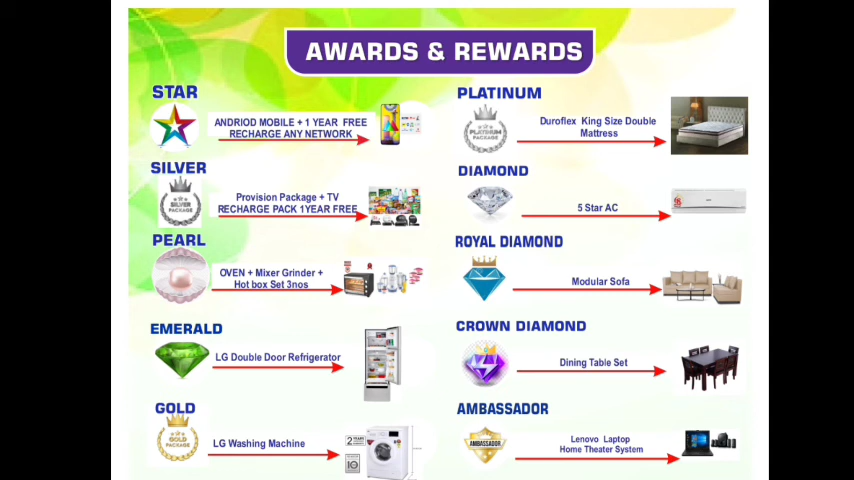 AWARDS & REWARDS
STAR
ANDRIOD MOBILE + 1 YEAR FREE
RECHARGE ANY NETWORK
SILVER
SILVER
PACKAGE
Provision Package + TV
RECHARGE PACK 1YEAR FREE
PEARL
OVEN + Mixer Grinder +
Hot box Set 3nos
EMERALD
LG Double Door Refrigerator
GOLD
GOLD
PACKAGE
LG Washing Machine
2 YEARS
10
PLATINUM
PLATINUM
PACKAGE
Duroflex King Size Double
Mattress
DIAMOND
5 Star AC
ROYAL DIAMOND
Modular Sofa
CROWN DIAMOND
Dining Table Set
AMBASSADOR
AMBASSADOR
Lenovo Laptop
Home Theater System